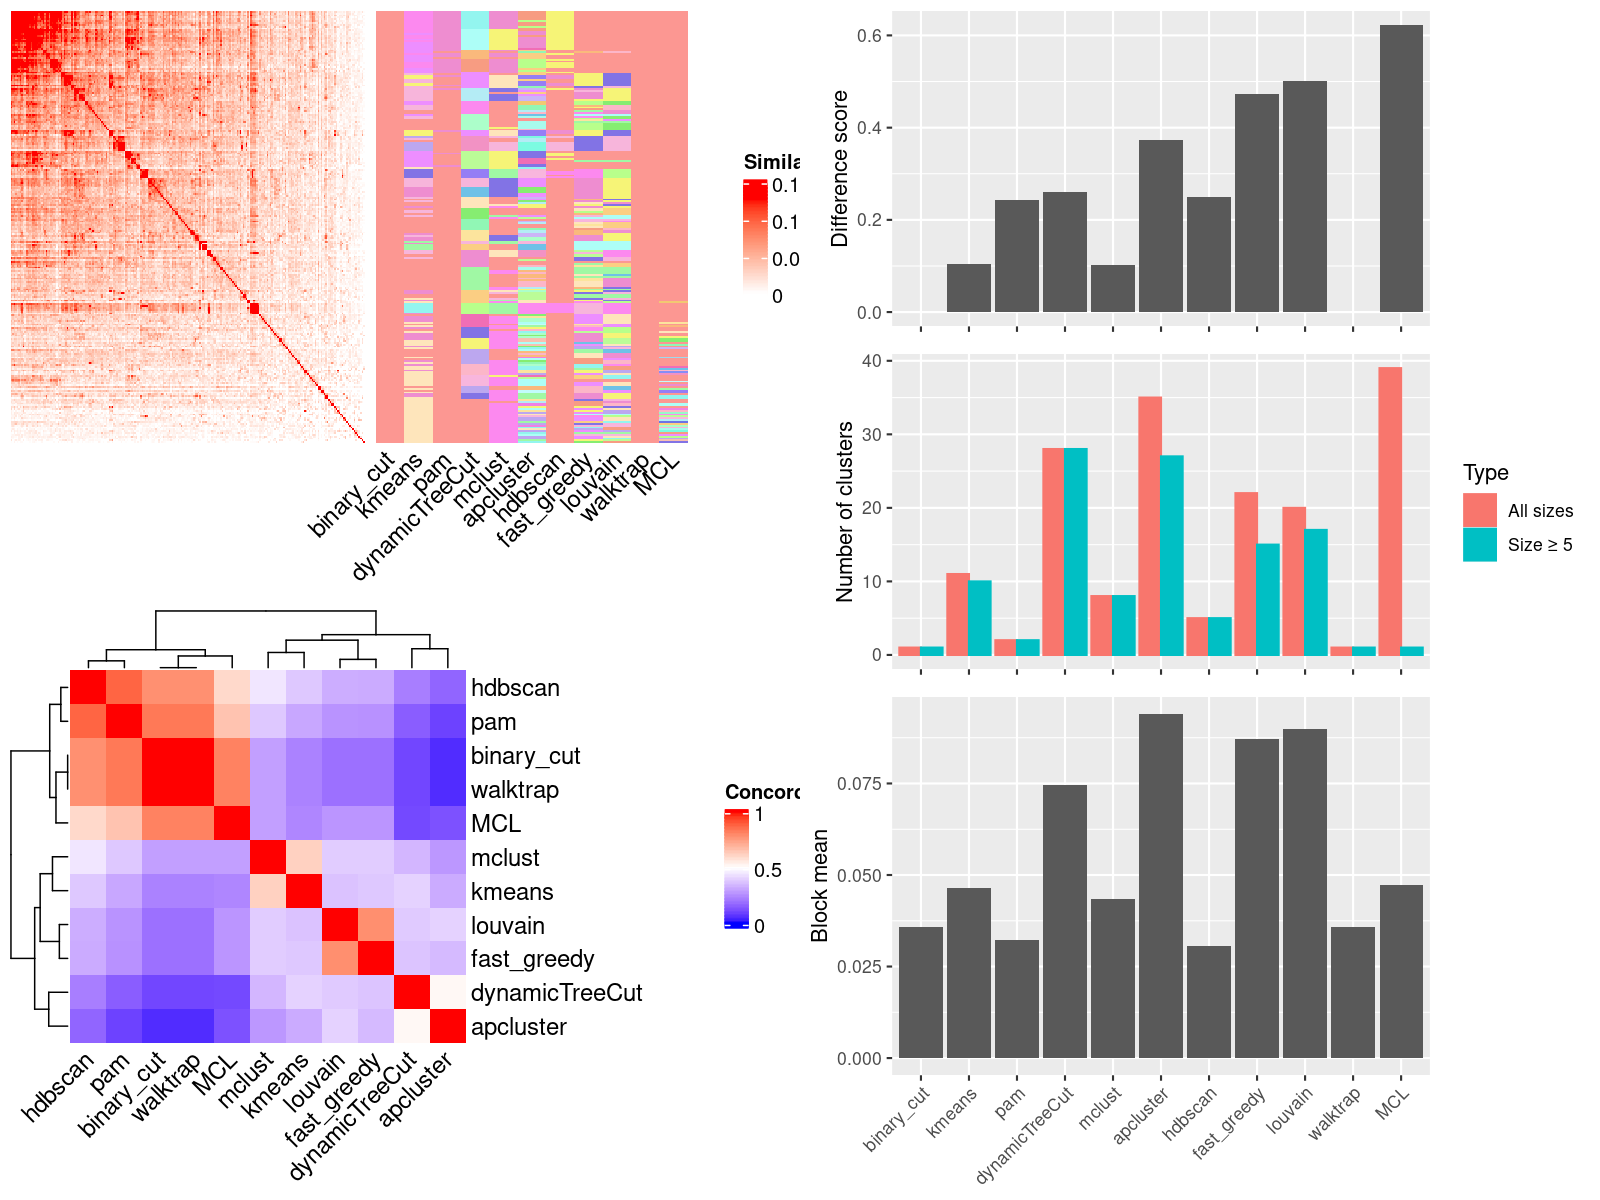 Simila
0.1
0.1
0.0
0
binary_cut
kmeans
pam
dynamicTreeCut
mclust
apcluster
hdbscan
fast_greedy
louvain
walktrap
MCL
hdbscan
pam
binary_cut
walktrap
MCL
mclust
kmeans
louvain
fast_greedy
dynamicTreeCut
apcluster
hdbscan
pam
binary_cut
walktrap
MCL
mclust
kmeans
louvain
fast_greedy
dynamicTreeCut
apcluster
Concord
1
0.5
0
Difference score
0.6
0.4
0.2
0.0
Number of clusters
40
30
20
10
0
Type
All sizes
Size ≥ 5
Block mean
0.075
0.050
0.025
0.000
binary_cut
kmeans
pam
dynamicTreeCut
mclust
apcluster
hdbscan
fast_greedy
louvain
walktrap
MCL